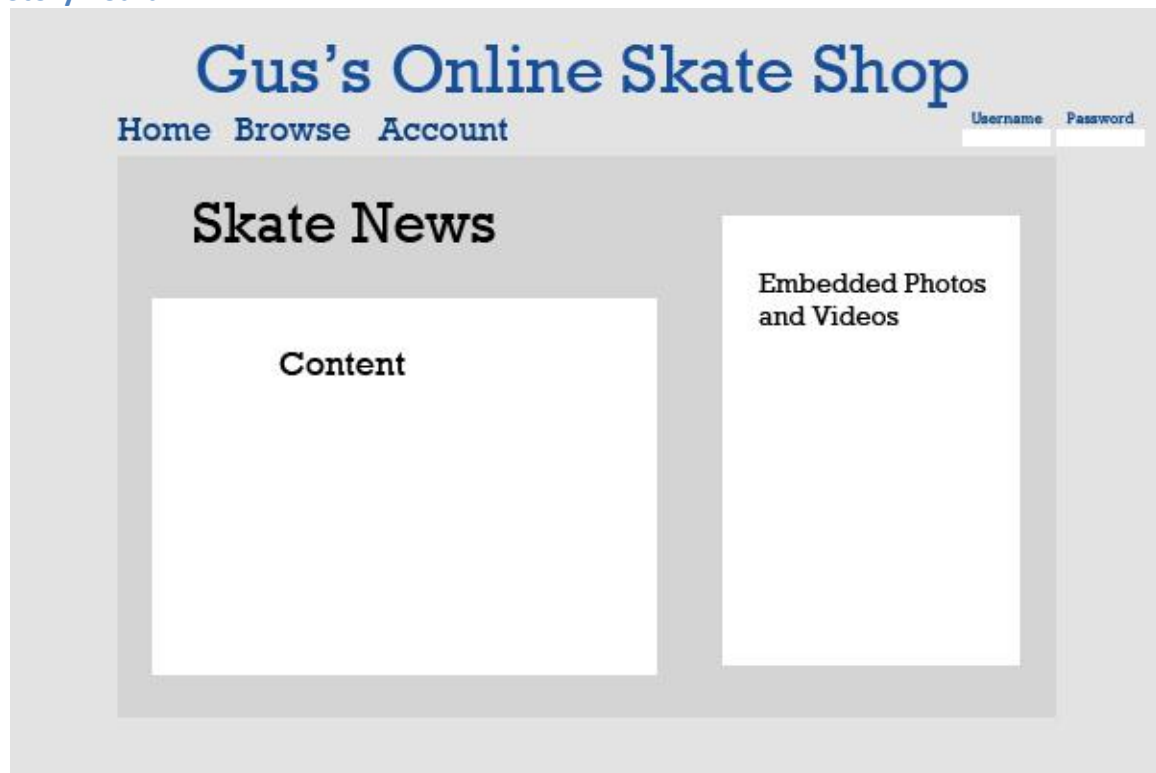 Gus's Online Skate Shop
Home Browse Account
Username Password
Skate News
Content
Embedded Photos
and Videos